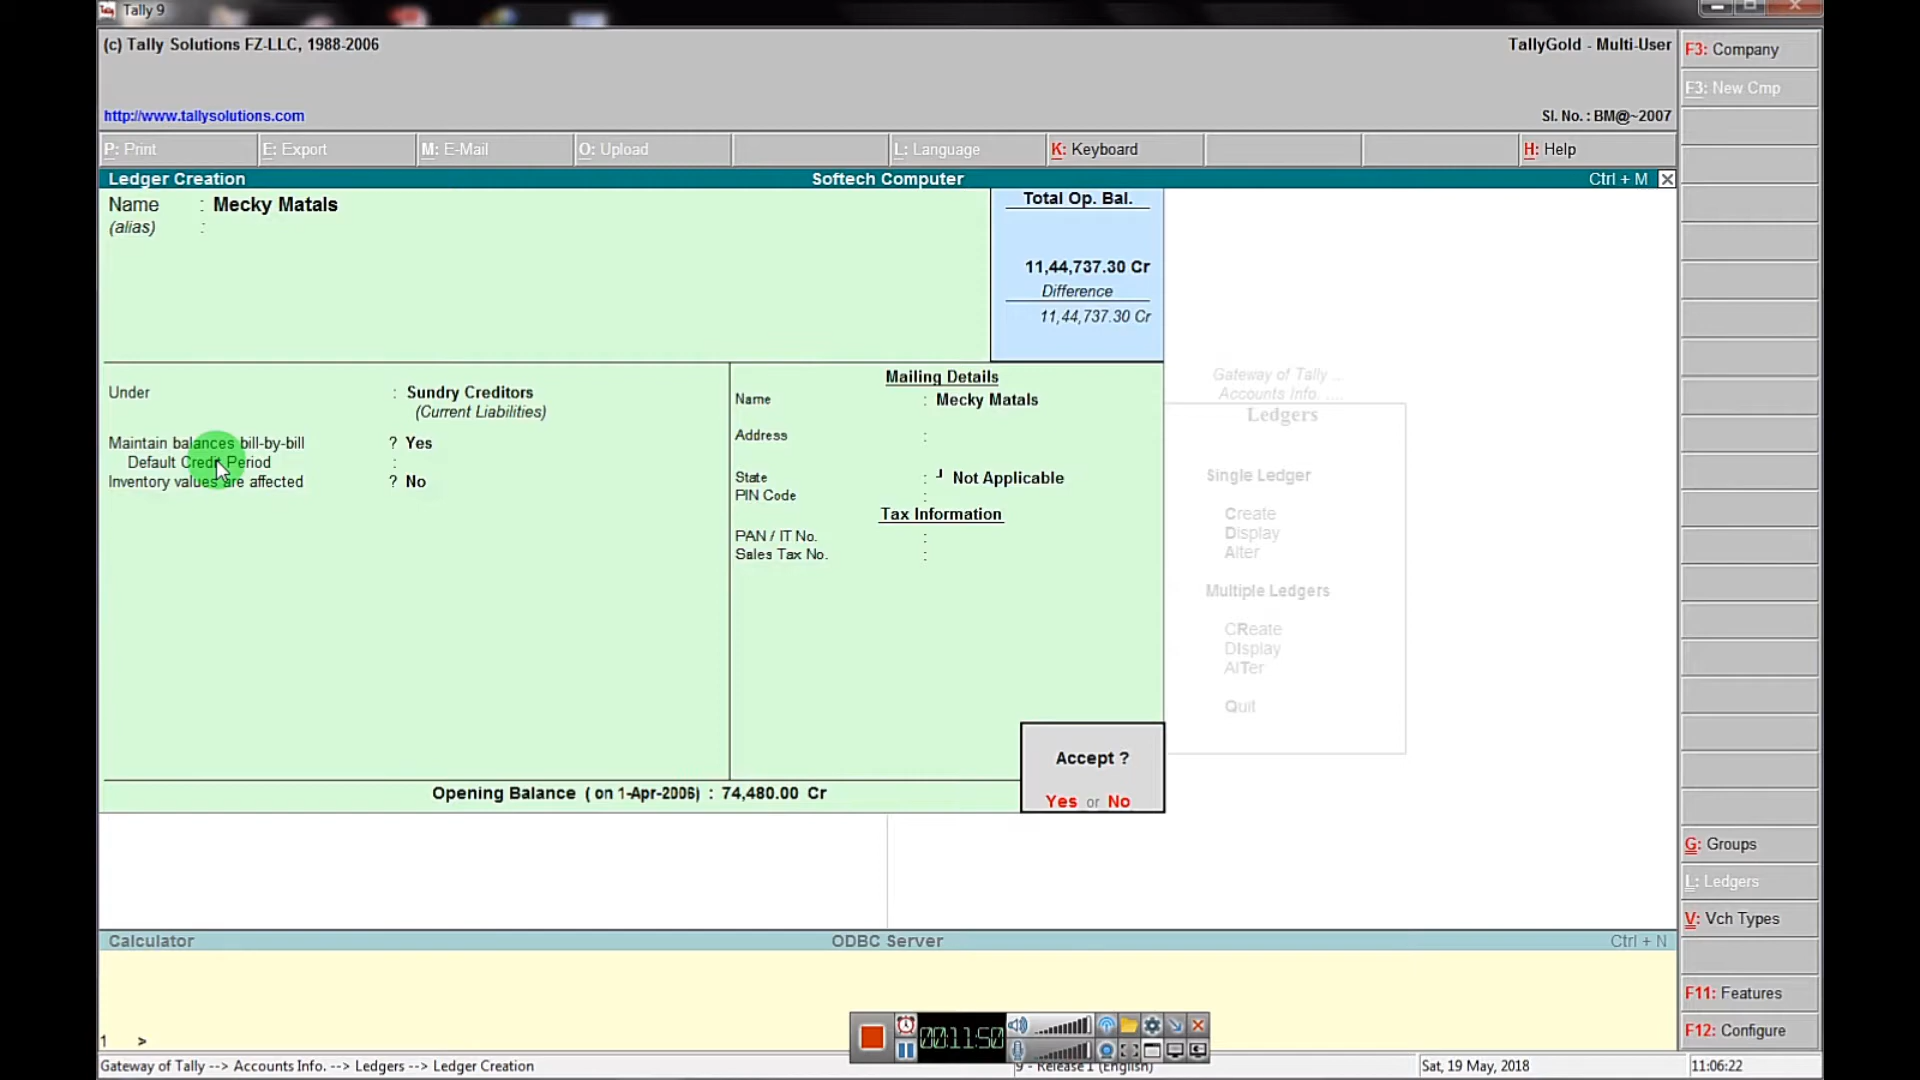 Tally 9
(c) Tally Solutions FZ-LLC, 1988-2006
TallyGold - Multi-User
http://www.tallysolutions.com
Sl. No. : BM@~2007
P: Print
E: Export
M: E-Mail
O: Upload
L: Language
K: Keyboard
H: Help
Ledger Creation
Softech Computer
Ctrl + M
Name : Mecky Matals
(alias) :
Total Op. Bal.
11,44,737.30 Cr
Difference
11,44,737.30 Cr
Under : Sundry Creditors
(Current Liabilities)
Maintain balances bill-by-bill ? Yes
Default Credit Period :
Inventory values are affected ? No
Mailing Details
Name : Mecky Matals
Address :
State : ┘ Not Applicable
PIN Code :
Tax Information
PAN / IT No. :
Sales Tax No. :
Opening Balance ( on 1-Apr-2006) : 74,480.00 Cr
Accept ?
Yes or No
Gateway of Tally ...
Accounts Info. ....
Ledgers
Single Ledger
Create
Display
Alter
Multiple Ledgers
CReate
DIsplay
AlTer
Quit
F3: Company
F3: New Cmp
G: Groups
L: Ledgers
V: Vch Types
F11: Features
F12: Configure
Calculator
ODBC Server
Ctrl + N
1 >
00:11:50
Gateway of Tally --> Accounts Info. --> Ledgers --> Ledger Creation
9 - Release 1 (English)
Sat, 19 May, 2018
11:06:22